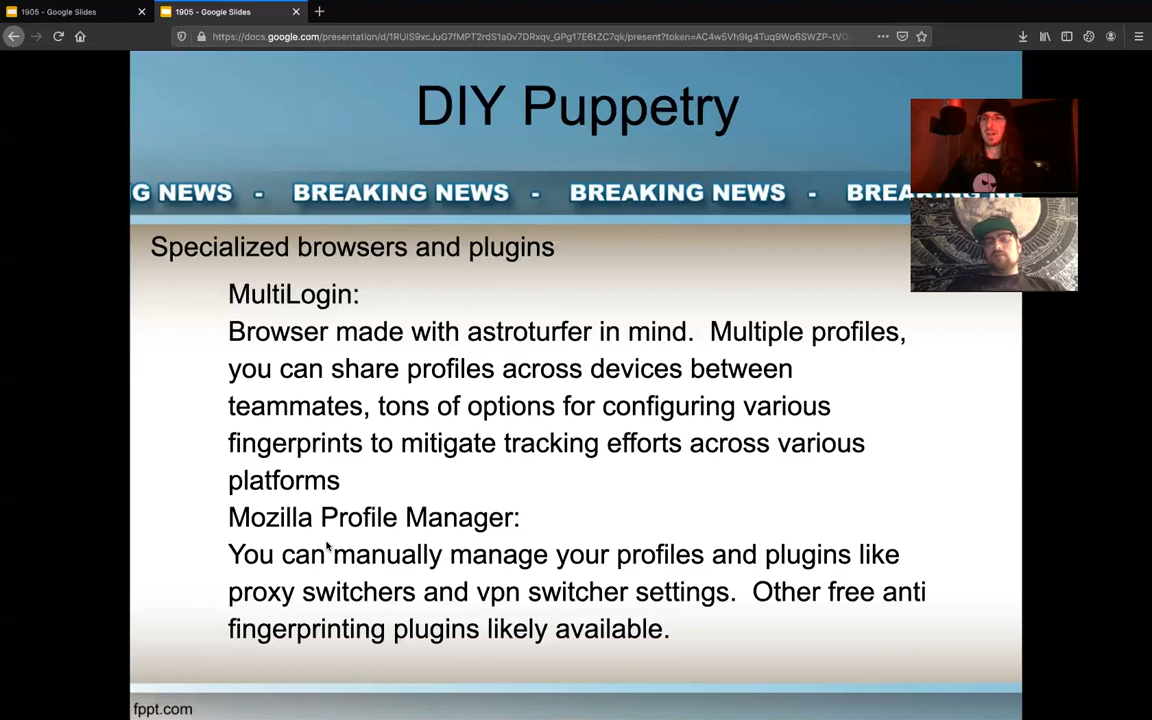 1905 - Google Slides
1905 - Google Slides
DIY Puppetry
G NEWS - BREAKING NEWS - BREAKING NEWS -
Specialized browsers and plugins
MultiLogin:
Browser made with astroturfer in mind.  Multiple profiles,
you can share profiles across devices between
teammates, tons of options for configuring various
fingerprints to mitigate tracking efforts across various
platforms
Mozilla Profile Manager:
You can manually manage your profiles and plugins like
proxy switchers and vpn switcher settings.  Other free anti
fingerprinting plugins likely available.
fppt.com